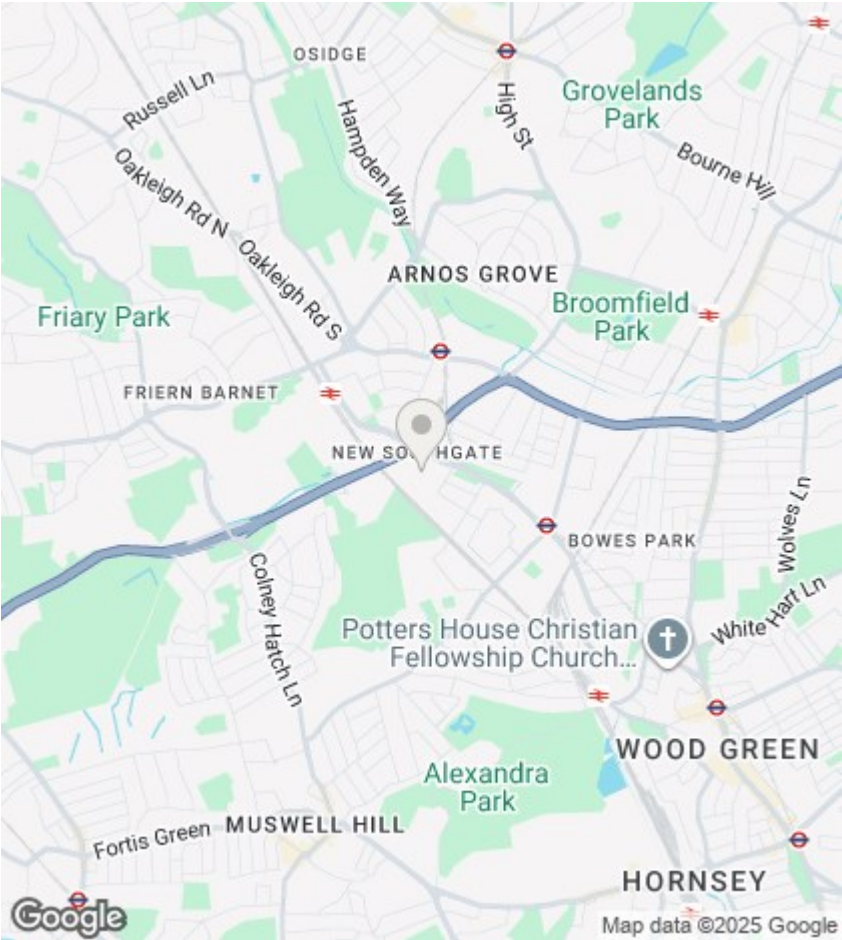 OSIDGE
Russell Ln
High St
Grovelands
Park
Hampden Way
Bourne Hill
Oakleigh Rd N
Oakleigh Rd S
ARNOS GROVE
Friary Park
Broomfield
Park
FRIERN BARNET
NEW SO HGATE
BOWES PARK
Wolves Ln
Colney Hatch Ln
White Hart Ln
Potters House Christian
Fellowship Church...
WOOD GREEN
Alexandra
Park
Fortis Green
MUSWELL HILL
HORNSEY
Google
Map data ©2025 Google